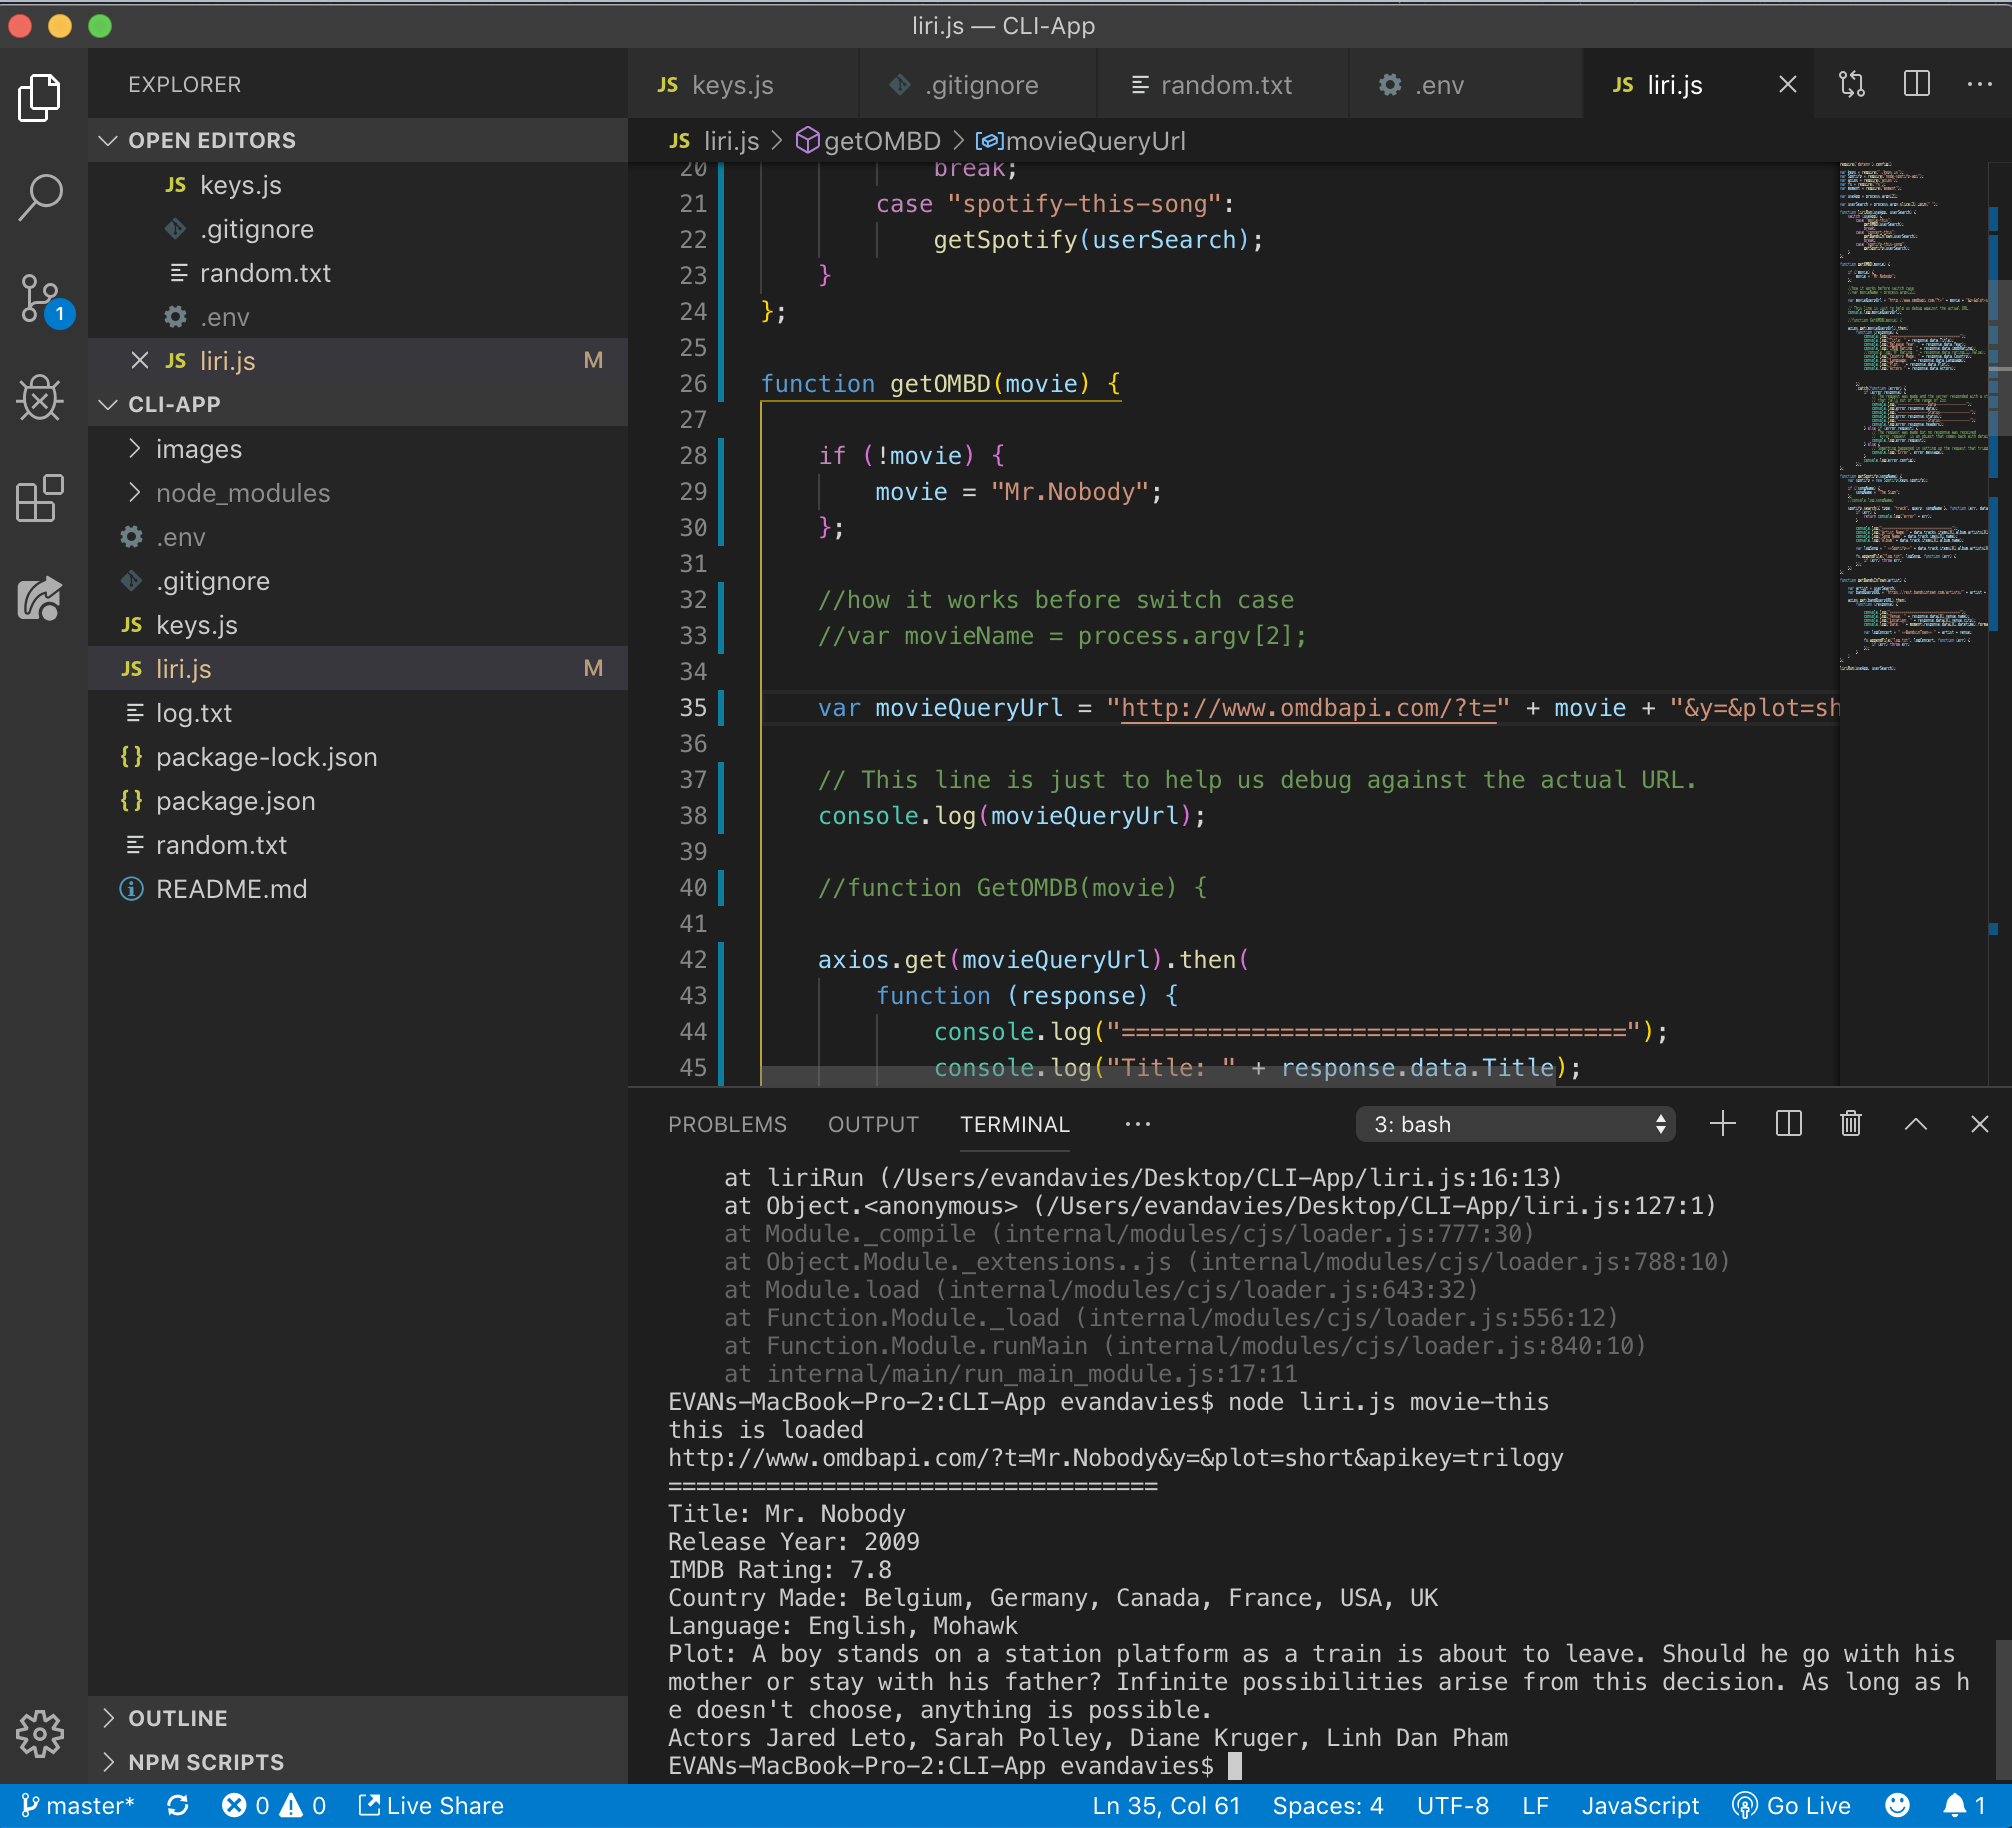 liri.js — CLI-App
EXPLORER
OPEN EDITORS
JS keys.js
.gitignore
random.txt
.env
JS liri.js M
CLI-APP
images
node_modules
.env
.gitignore
JS keys.js
JS liri.js M
log.txt
{} package-lock.json
{} package.json
random.txt
README.md
OUTLINE
NPM SCRIPTS
1
JS keys.js
.gitignore
random.txt
.env
JS liri.js
JS liri.js > getOMBD > movieQueryUrl
20 break;
21 case "spotify-this-song":
22 getSpotify(userSearch);
23 }
24 };
25
26 function getOMBD(movie) {
27
28 if (!movie) {
29 movie = "Mr.Nobody";
30 };
31
32 //how it works before switch case
33 //var movieName = process.argv[2];
34
35 var movieQueryUrl = "http://www.omdbapi.com/?t=" + movie + "&y=&plot=sh
36
37 // This line is just to help us debug against the actual URL.
38 console.log(movieQueryUrl);
39
40 //function GetOMDB(movie) {
41
42 axios.get(movieQueryUrl).then(
43 function (response) {
44 console.log("===================================");
45 console.log("Title: " + response.data.Title);
PROBLEMS OUTPUT TERMINAL ··· 3: bash
at liriRun (/Users/evandavies/Desktop/CLI-App/liri.js:16:13)
at Object.<anonymous> (/Users/evandavies/Desktop/CLI-App/liri.js:127:1)
at Module._compile (internal/modules/cjs/loader.js:777:30)
at Object.Module._extensions..js (internal/modules/cjs/loader.js:788:10)
at Module.load (internal/modules/cjs/loader.js:643:32)
at Function.Module._load (internal/modules/cjs/loader.js:556:12)
at Function.Module.runMain (internal/modules/cjs/loader.js:840:10)
at internal/main/run_main_module.js:17:11
EVANs-MacBook-Pro-2:CLI-App evandavies$ node liri.js movie-this
this is loaded
http://www.omdbapi.com/?t=Mr.Nobody&y=&plot=short&apikey=trilogy
===================================
Title: Mr. Nobody
Release Year: 2009
IMDB Rating: 7.8
Country Made: Belgium, Germany, Canada, France, USA, UK
Language: English, Mohawk
Plot: A boy stands on a station platform as a train is about to leave. Should he go with his
mother or stay with his father? Infinite possibilities arise from this decision. As long as h
e doesn't choose, anything is possible.
Actors Jared Leto, Sarah Polley, Diane Kruger, Linh Dan Pham
EVANs-MacBook-Pro-2:CLI-App evandavies$
master* 0 0 Live Share Ln 35, Col 61 Spaces: 4 UTF-8 LF JavaScript Go Live 1